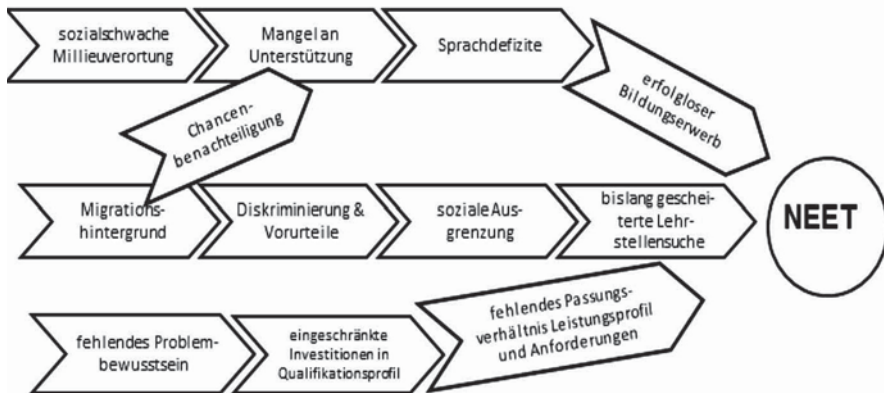 sozialschwache
Millieuverortung
Mangel an
Unterstützung
Sprachdefizite
erfolgloser
Bildungserwerb
Chancen-
benachteiligung
Migrations-
hintergrund
Diskriminierung &
Vorurteile
soziale Aus-
grenzung
bislang geschei-
terte Lehr-
stellensuche
NEET
fehlendes Problem-
bewusstsein
eingeschränkte
Investitionen in
Qualifikationsprofil
fehlendes Passungs-
verhältnis Leistungsprofil
und Anforderungen